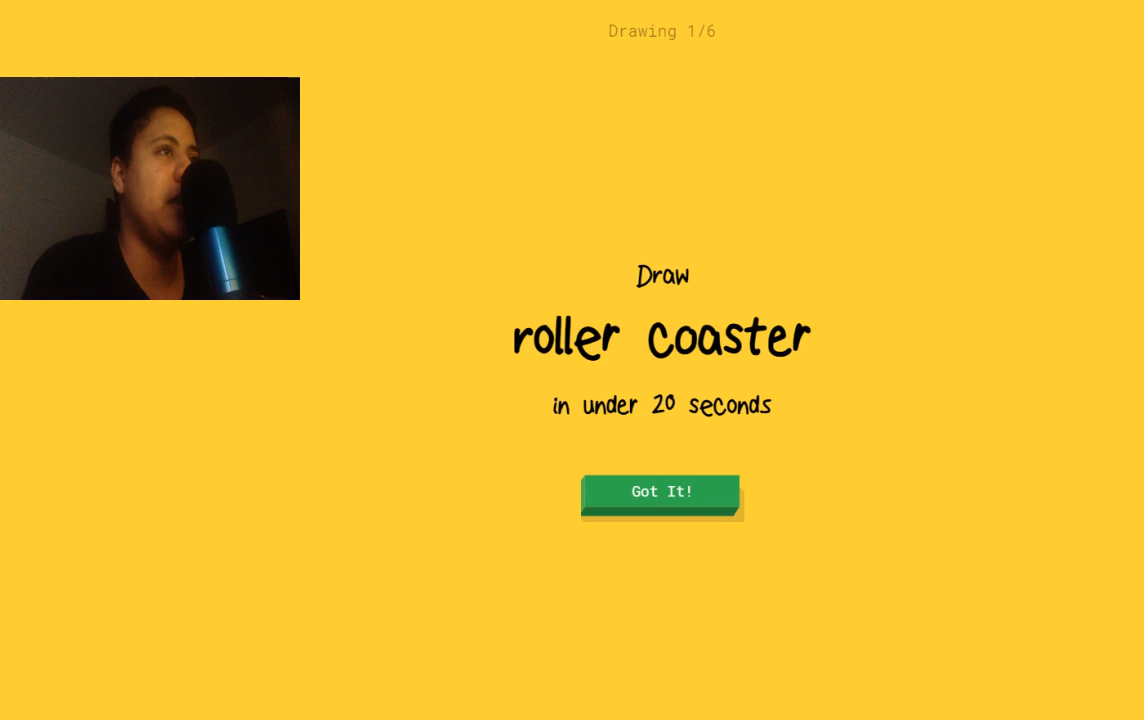 Drawing 1/6
Draw
roller coaster
in under 20 seconds
Got It!